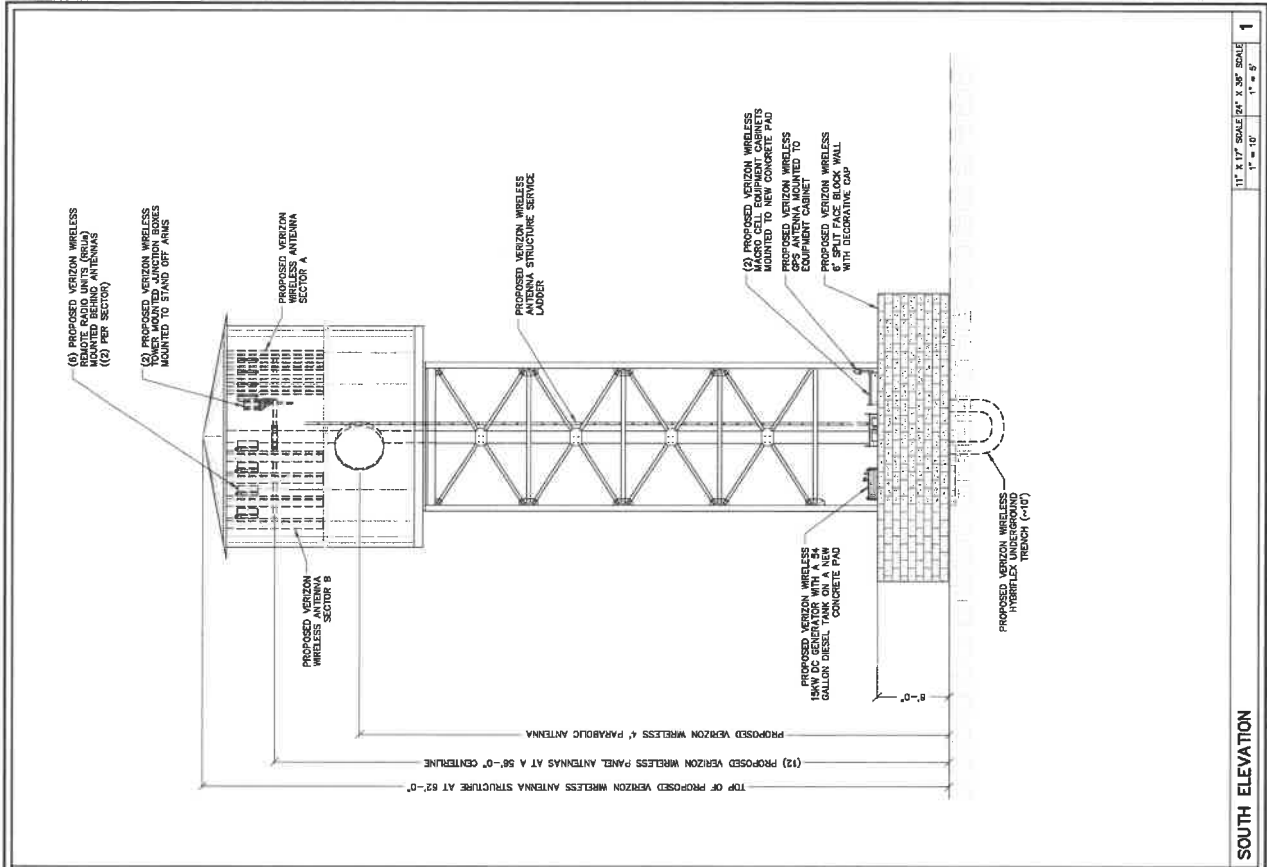 (6) PROPOSED VERIZON WIRELESS
REMOTE RADIO UNITS (RRUs)
MOUNTED BEHIND ANTENNAS
((2) PER SECTOR)
(2) PROPOSED VERIZON WIRELESS
TOWER MOUNTED JUNCTION BOXES
MOUNTED TO STAND OFF ARMS
PROPOSED VERIZON
WIRELESS ANTENNA
SECTOR A
PROPOSED VERIZON WIRELESS
ANTENNA STRUCTURE SERVICE
LADDER
(2) PROPOSED VERIZON WIRELESS
MACRO CELL EQUIPMENT CABINETS
MOUNTED TO NEW CONCRETE PAD
PROPOSED VERIZON WIRELESS
GPS ANTENNA MOUNTED TO
EQUIPMENT CABINET
PROPOSED VERIZON WIRELESS
6' SPLIT FACE BLOCK WALL
WITH DECORATIVE CAP
PROPOSED VERIZON
WIRELESS ANTENNA
SECTOR B
PROPOSED VERIZON WIRELESS
15KW DC GENERATOR WITH A 54
GALLON DIESEL TANK ON A NEW
CONCRETE PAD
PROPOSED VERIZON WIRELESS
HYBRIFLEX UNDERGROUND
TRENCH (~10')
PROPOSED VERIZON WIRELESS 4' PARABOLIC ANTENNA
(12) PROPOSED VERIZON WIRELESS PANEL ANTENNAS AT A 56'-0" CENTERLINE
TOP OF PROPOSED VERIZON WIRELESS ANTENNA STRUCTURE AT 62'-0"
SOUTH ELEVATION
11" X 17" SCALE
1" = 10'
24" X 36" SCALE
1" = 5'
1